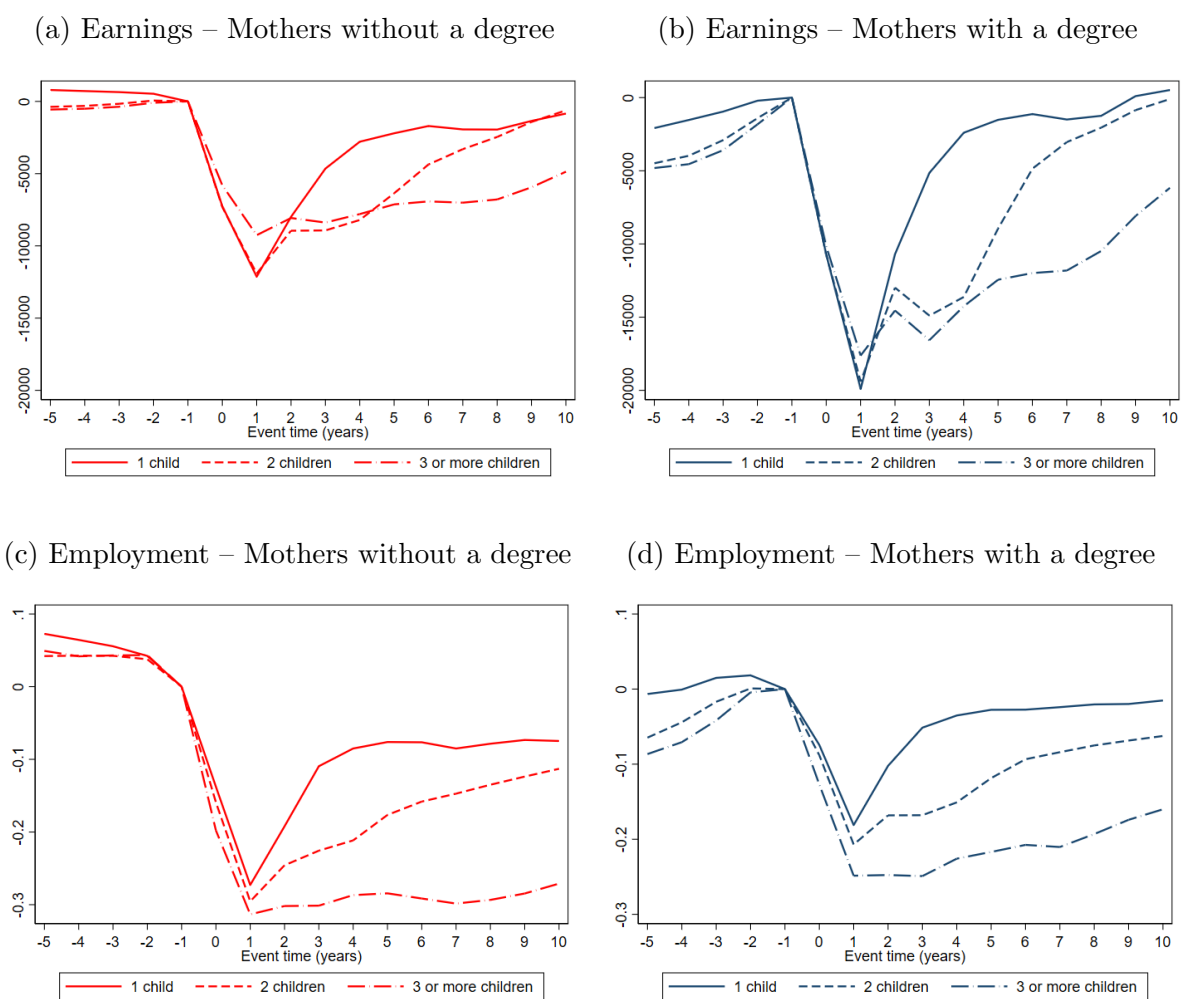 (a) Earnings – Mothers without a degree
0
-5000
-10000
-15000
-20000
-5 -4 -3 -2 -1 0 1 2 3 4 5 6 7 8 9 10
Event time (years)
1 child 2 children 3 or more children
(b) Earnings – Mothers with a degree
0
-5000
-10000
-15000
-20000
-5 -4 -3 -2 -1 0 1 2 3 4 5 6 7 8 9 10
Event time (years)
1 child 2 children 3 or more children
(c) Employment – Mothers without a degree
.1
0
-0.1
-0.2
-0.3
-5 -4 -3 -2 -1 0 1 2 3 4 5 6 7 8 9 10
Event time (years)
1 child 2 children 3 or more children
(d) Employment – Mothers with a degree
.1
0
-0.1
-0.2
-0.3
-5 -4 -3 -2 -1 0 1 2 3 4 5 6 7 8 9 10
Event time (years)
1 child 2 children 3 or more children